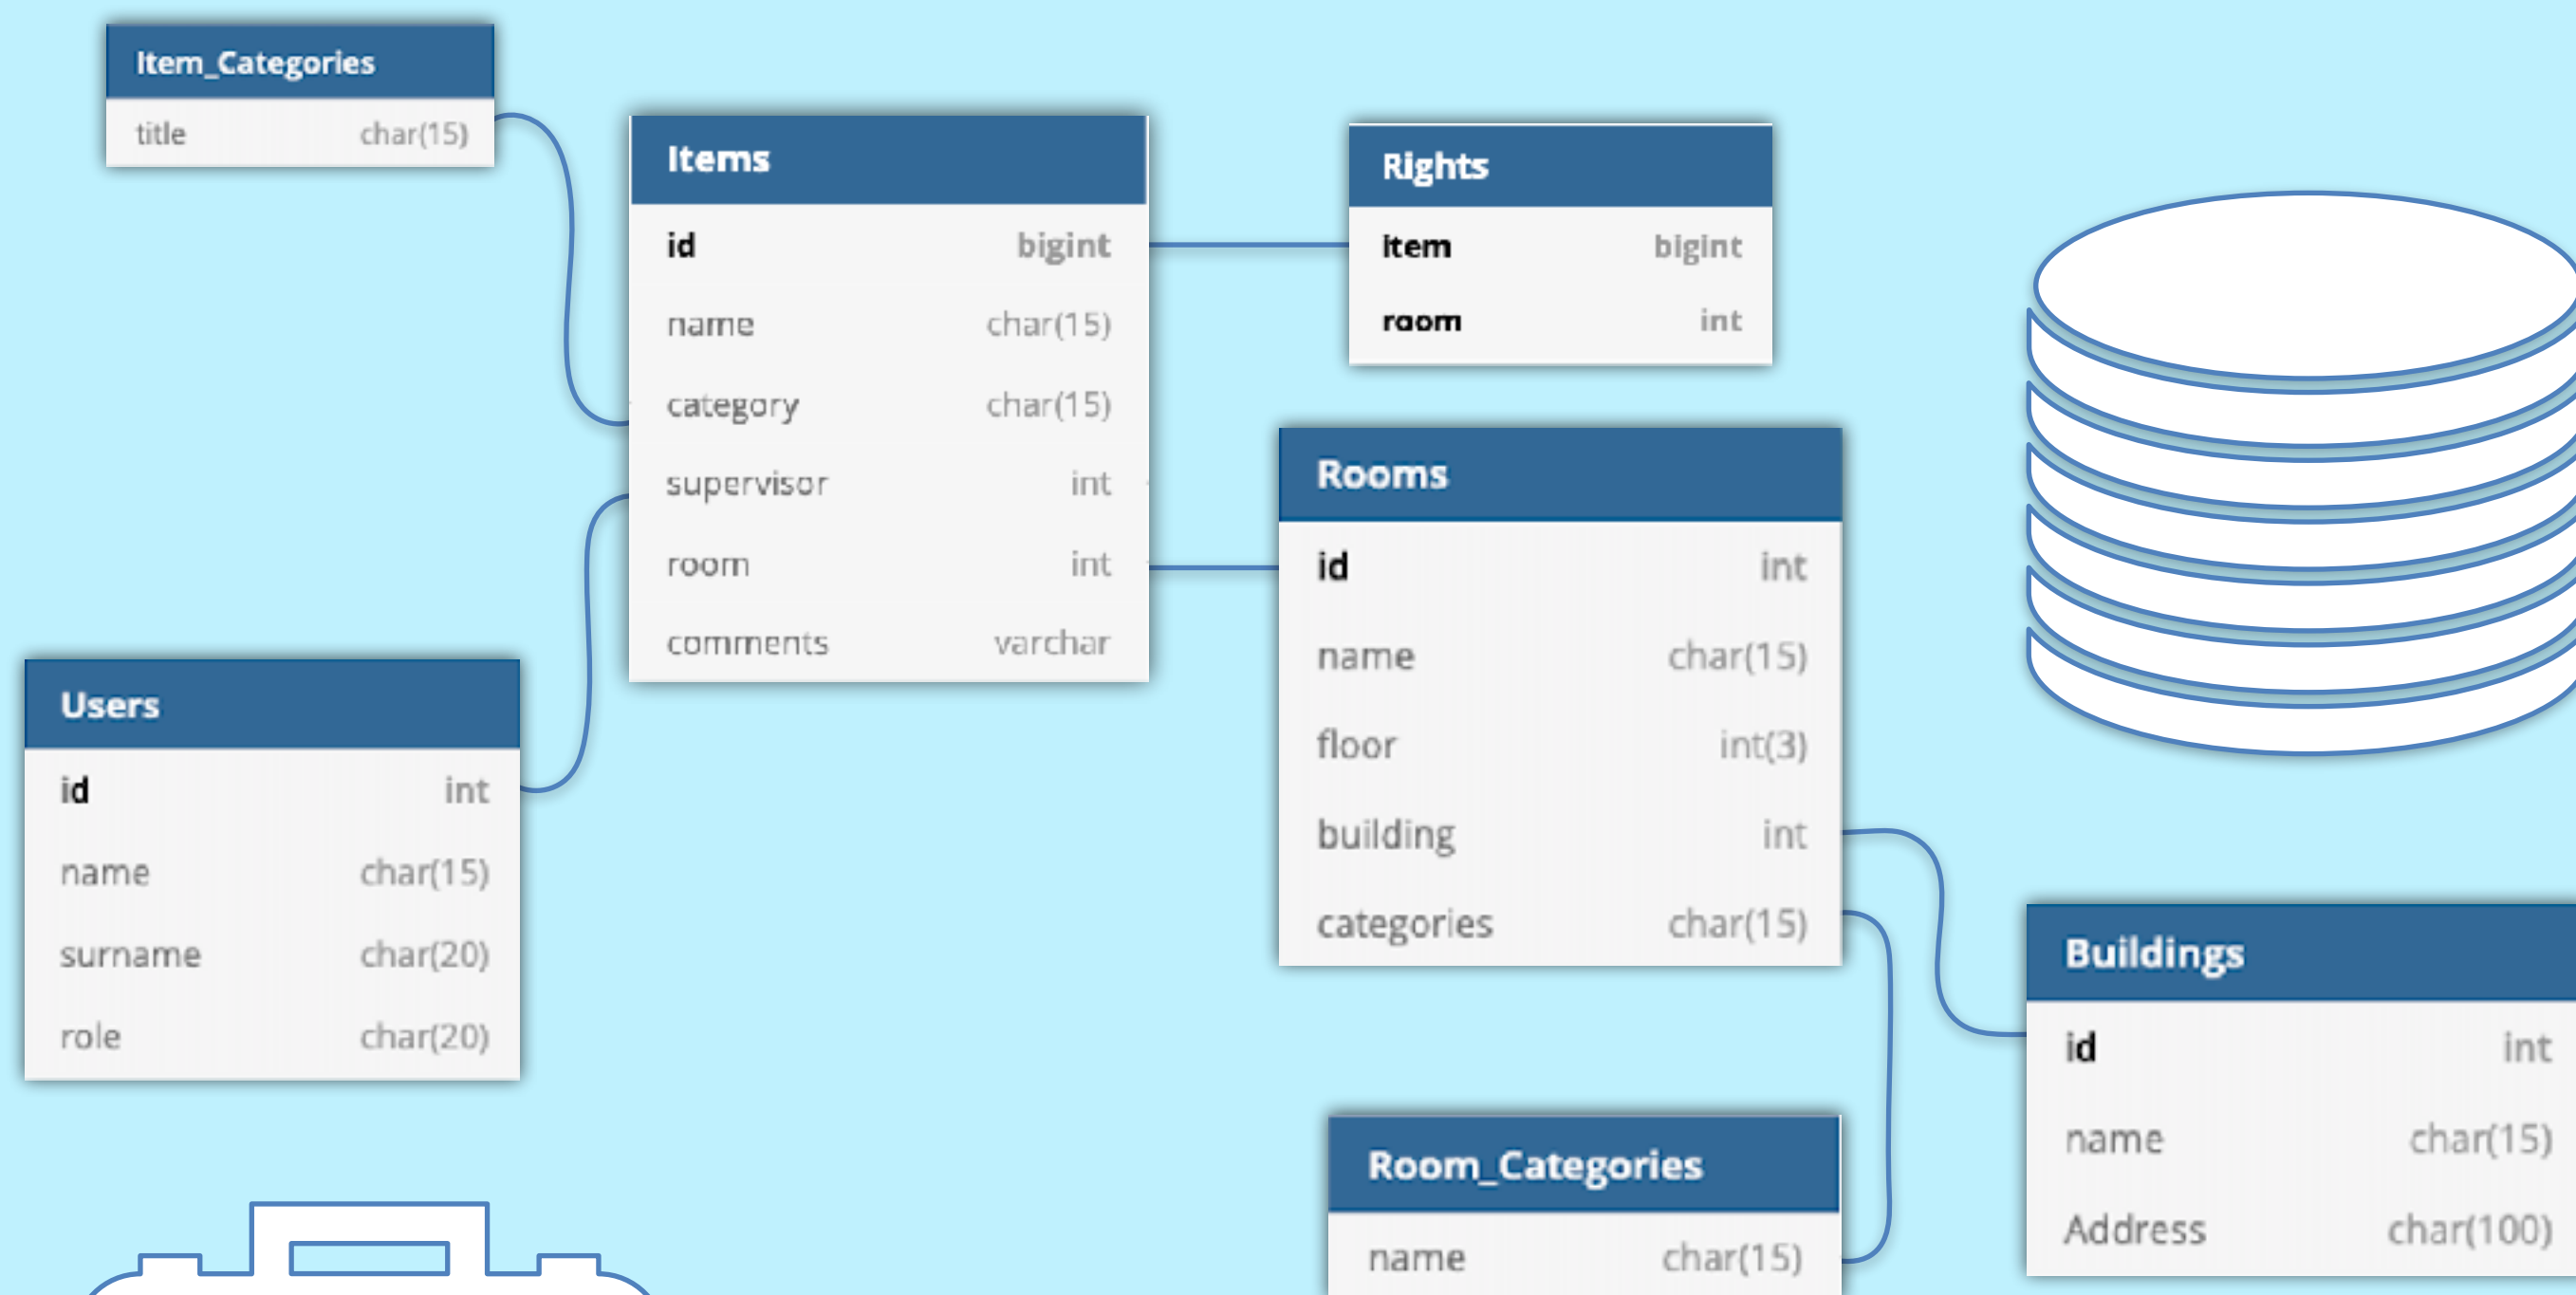 Item_Categories
title char(15)
Items
id bigint
name char(15)
category char(15)
supervisor int
room int
comments varchar
Rights
item bigint
room int
Rooms
id int
name char(15)
floor int(3)
building int
categories char(15)
Users
id int
name char(15)
surname char(20)
role char(20)
Buildings
id int
name char(15)
Address char(100)
Room_Categories
name char(15)